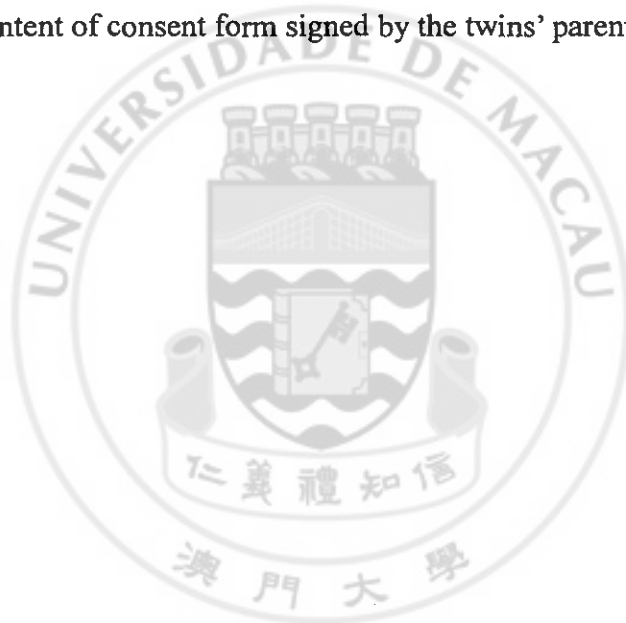 ntent of consent form signed by the twins’ paren
UNIVERSIDADE DE MACAU
仁義禮知信
澳門大學